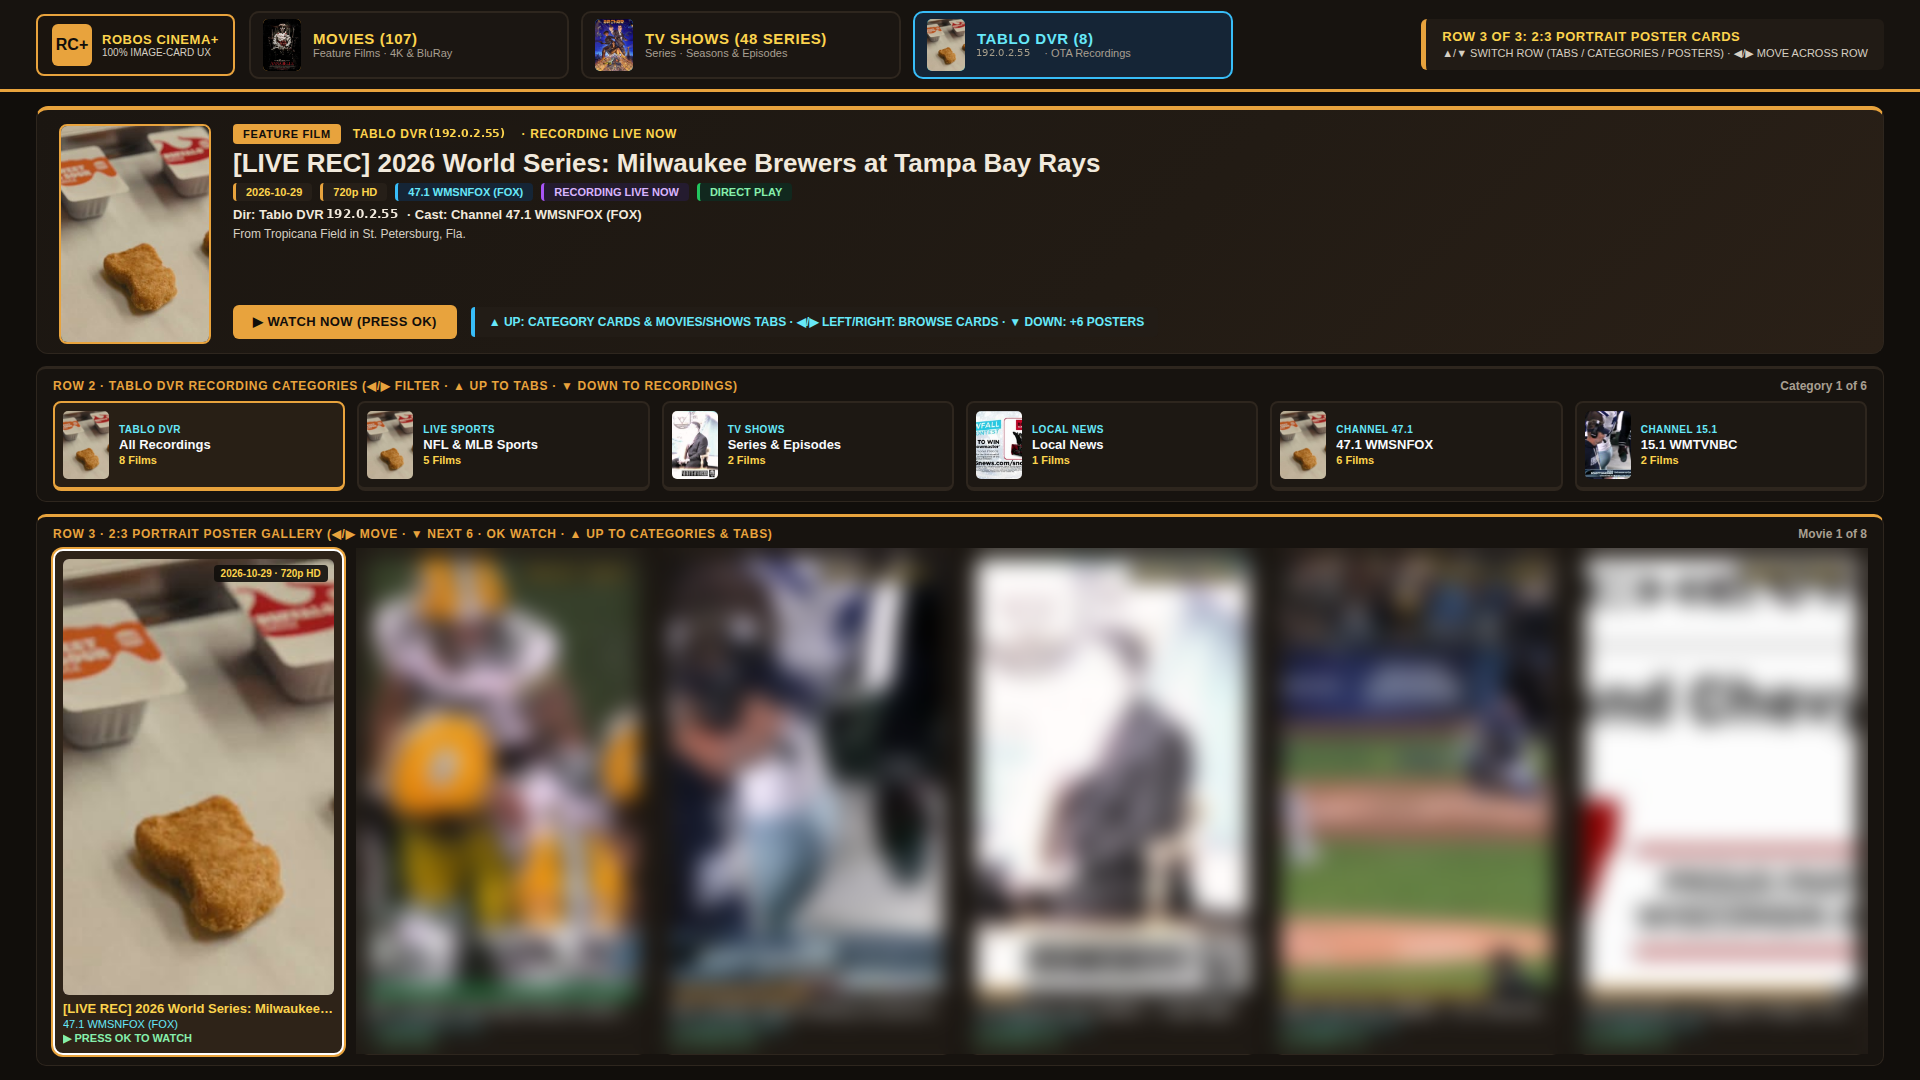 RC+
ROBOS CINEMA+
100% IMAGE-CARD UX
MOVIES (107)
Feature Films · 4K & BluRay
TV SHOWS (48 SERIES)
Series · Seasons & Episodes
TABLO DVR (8)
192.0.2.55 · OTA Recordings
ROW 3 OF 3: 2:3 PORTRAIT POSTER CARDS
▲/▼ SWITCH ROW (TABS / CATEGORIES / POSTERS) · ◀/▶ MOVE ACROSS ROW
FEATURE FILM
TABLO DVR (192.0.2.55) · RECORDING LIVE NOW
[LIVE REC] 2026 World Series: Milwaukee Brewers at Tampa Bay Rays
2026-10-29
720p HD
47.1 WMSNFOX (FOX)
RECORDING LIVE NOW
DIRECT PLAY
Dir: Tablo DVR 192.0.2.55 · Cast: Channel 47.1 WMSNFOX (FOX)
From Tropicana Field in St. Petersburg, Fla.
▶ WATCH NOW (PRESS OK)
▲ UP: CATEGORY CARDS & MOVIES/SHOWS TABS · ◀/▶ LEFT/RIGHT: BROWSE CARDS · ▼ DOWN: +6 POSTERS
ROW 2 · TABLO DVR RECORDING CATEGORIES (◀/▶ FILTER · ▲ UP TO TABS · ▼ DOWN TO RECORDINGS)
Category 1 of 6
TABLO DVR
All Recordings
8 Films
LIVE SPORTS
NFL & MLB Sports
5 Films
TV SHOWS
Series & Episodes
2 Films
LOCAL NEWS
Local News
1 Films
CHANNEL 47.1
47.1 WMSNFOX
6 Films
CHANNEL 15.1
15.1 WMTVNBC
2 Films
ROW 3 · 2:3 PORTRAIT POSTER GALLERY (◀/▶ MOVE · ▼ NEXT 6 · OK WATCH · ▲ UP TO CATEGORIES & TABS)
Movie 1 of 8
2026-10-29 · 720p HD
[LIVE REC] 2026 World Series: Milwaukee...
47.1 WMSNFOX (FOX)
▶ PRESS OK TO WATCH